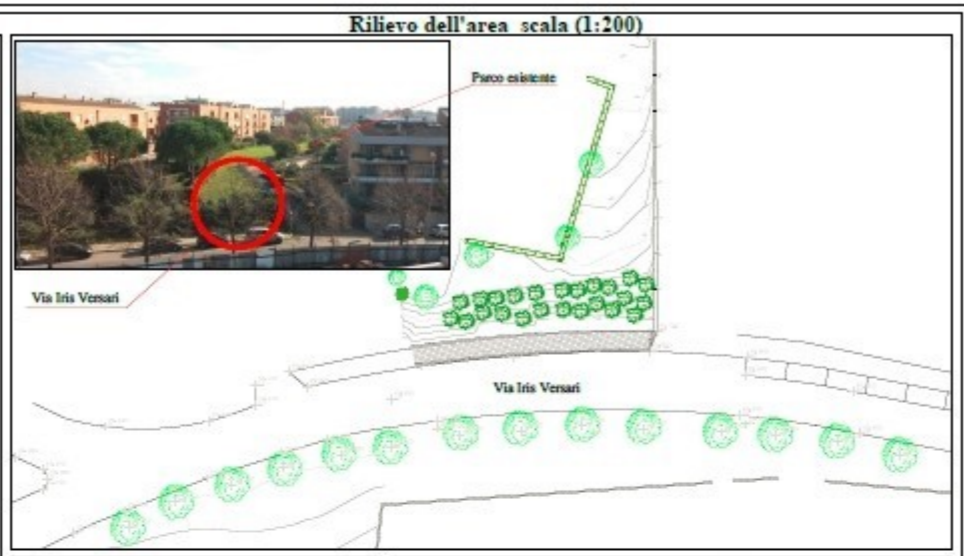 Rilievo dell'area scala (1:200)
Parco esistente
Via Iris Versari
Via Iris Versari